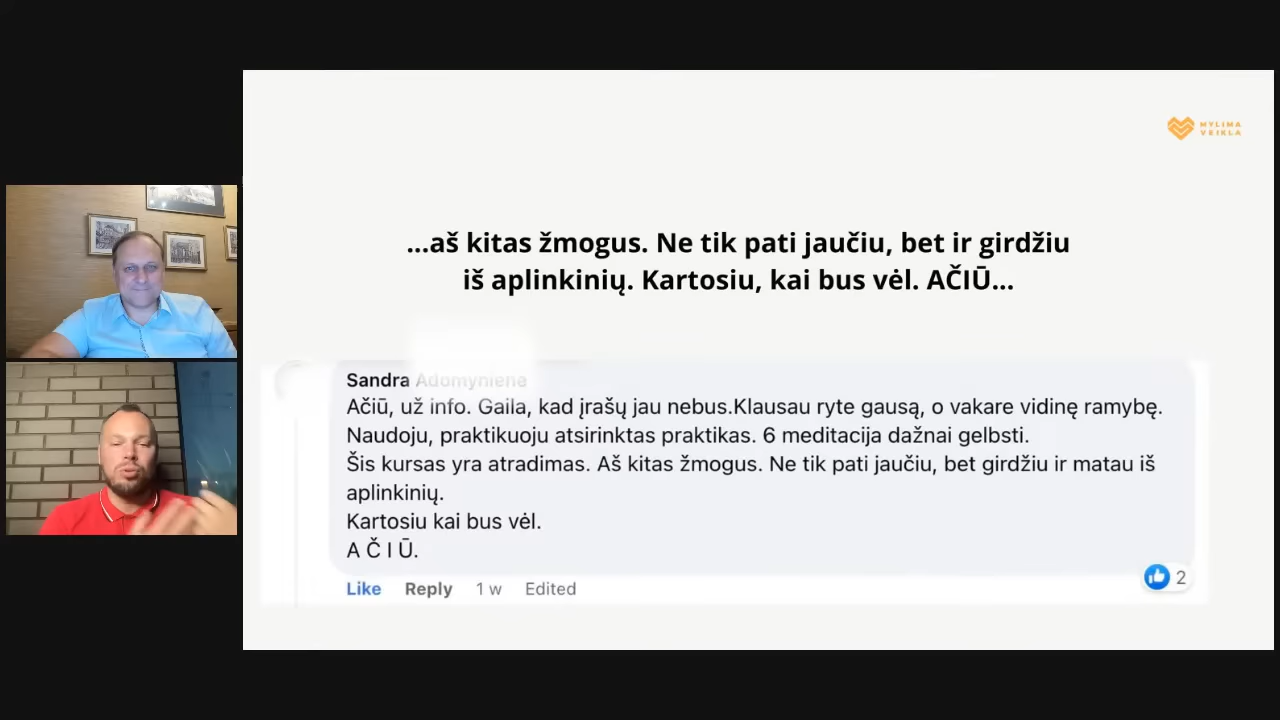 MYLIMA
VEIKLA
...aš kitas žmogus. Ne tik pati jaučiu, bet ir girdžiu
iš aplinkinių. Kartosiu, kai bus vėl. AČIŪ...
Sandra Adomyniene
Ačiū, už info. Gaila, kad įrašų jau nebus.Klausau ryte gausą, o vakare vidinę ramybę.
Naudoju, praktikuoju atsirinktas praktikas. 6 meditacija dažnai gelbsti.
Šis kursas yra atradimas. Aš kitas žmogus. Ne tik pati jaučiu, bet girdžiu ir matau iš
aplinkinių.
Kartosiu kai bus vėl.
A Č I Ū.
Like Reply 1 w Edited
2